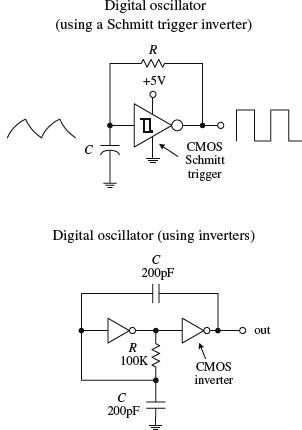 Digital oscillator
(using a Schmitt trigger inverter)
R
+5V
C
CMOS
Schmitt
trigger
Digital oscillator (using inverters)
C
200pF
out
R
100K
CMOS
inverter
C
200pF